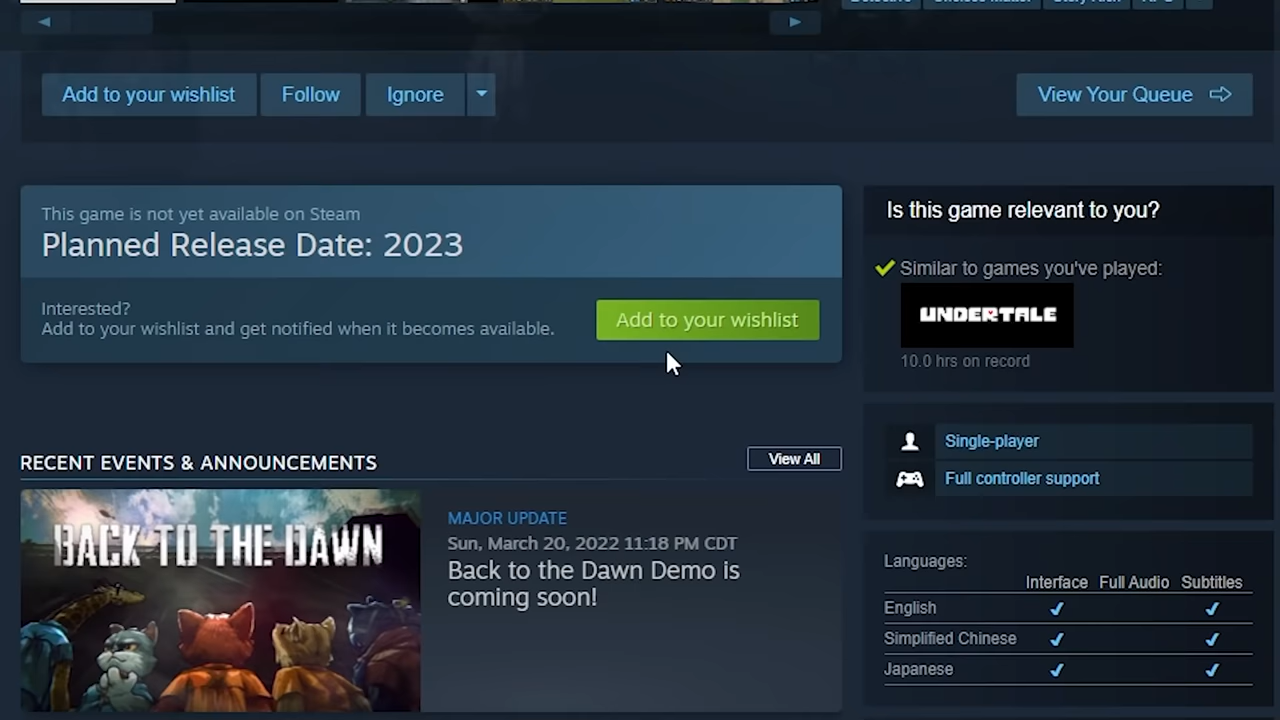 Add to your wishlist
Follow
Ignore
View Your Queue
This game is not yet available on Steam
Planned Release Date: 2023
Interested?
Add to your wishlist and get notified when it becomes available.
Add to your wishlist
Is this game relevant to you?
Similar to games you've played:
UNDERTALE
10.0 hrs on record
Single-player
Full controller support
RECENT EVENTS & ANNOUNCEMENTS
View All
BACK TO THE DAWN
MAJOR UPDATE
Sun, March 20, 2022 11:18 PM CDT
Back to the Dawn Demo is
coming soon!
Languages:
Interface Full Audio Subtitles
English
Simplified Chinese
Japanese